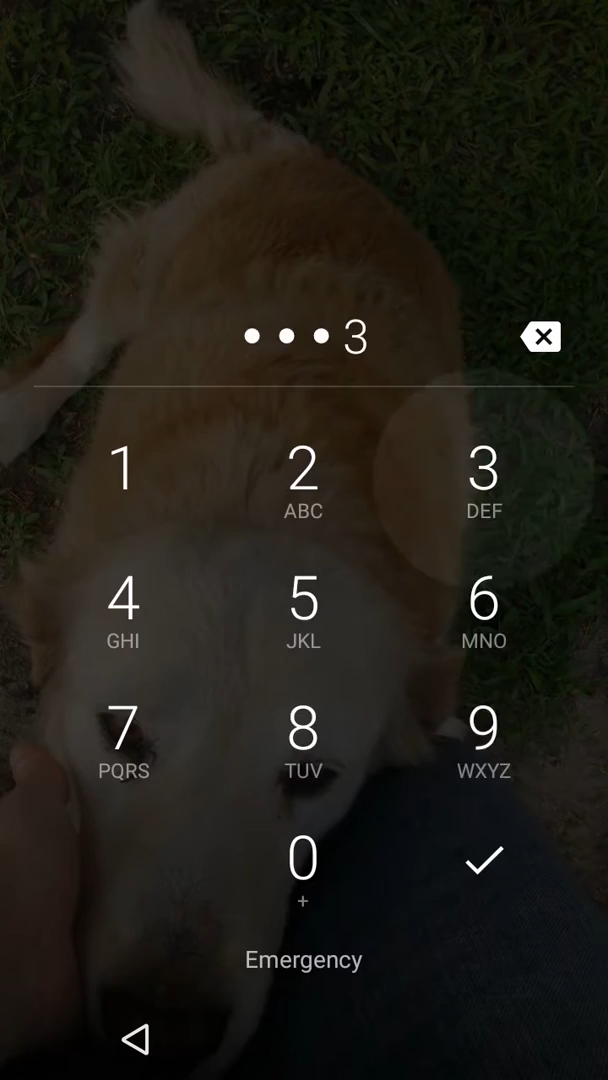 •••3
1 2 3
ABC DEF
4 5 6
GHI JKL MNO
7 8 9
PQRS TUV WXYZ
0
+
Emergency